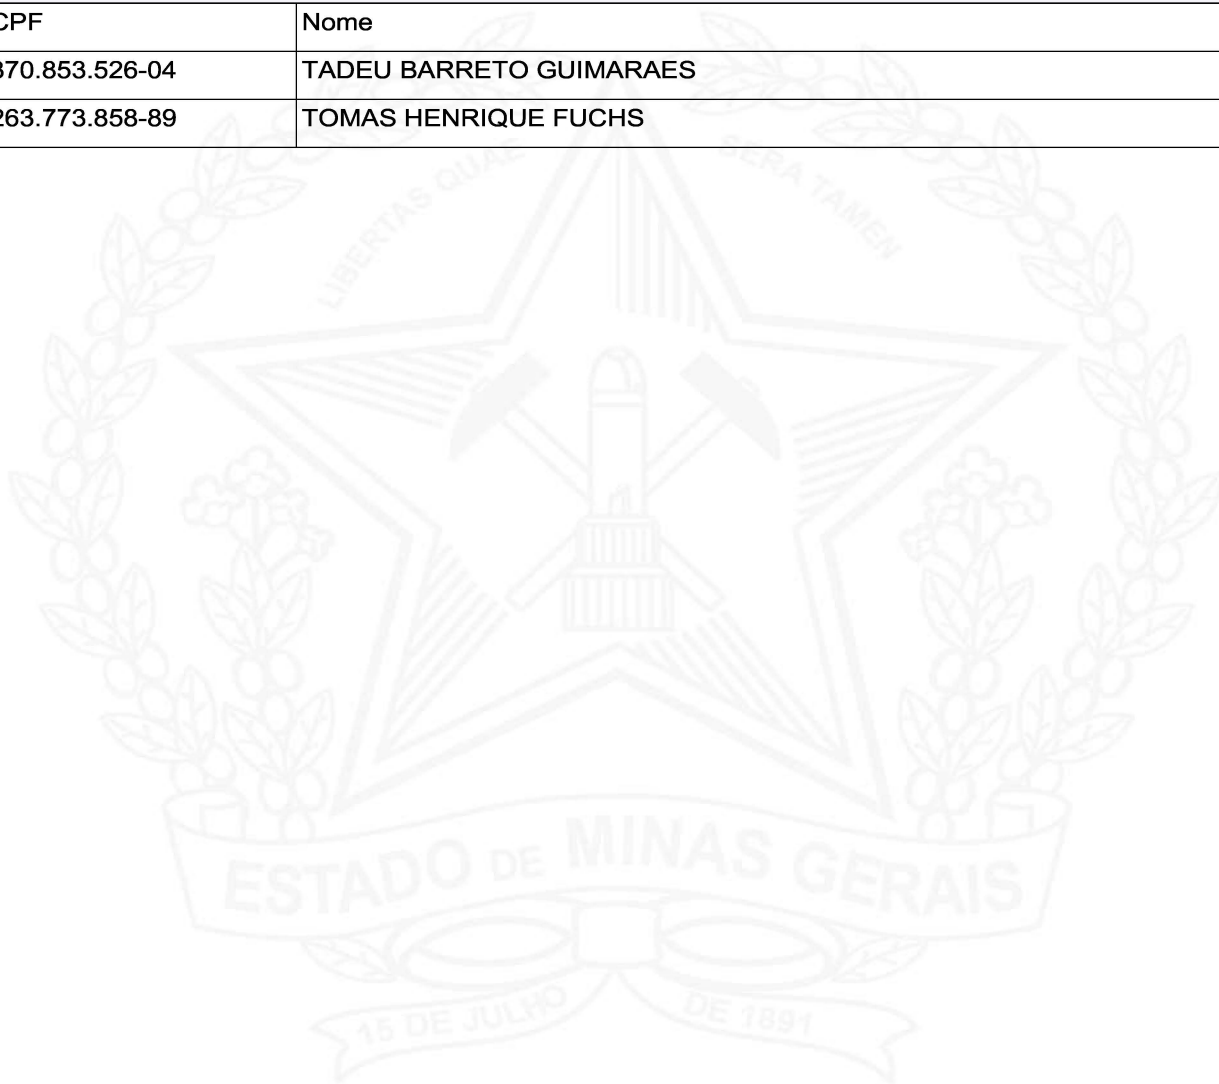 CPF Nome
370.853.526-04 TADEU BARRETO GUIMARAES
263.773.858-89 TOMAS HENRIQUE FUCHS
LIBERTAS QUAE SERA TAMEN
ESTADO DE MINAS GERAIS
15 DE JULHO DE 1891